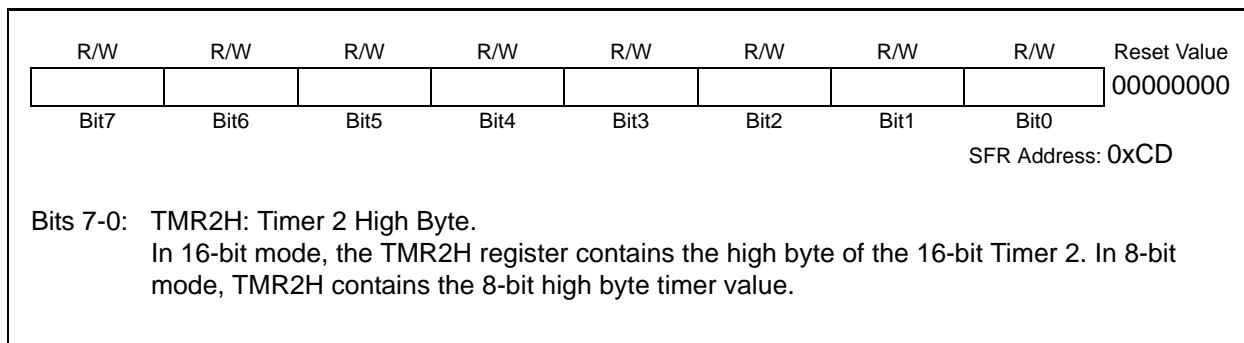 R/W R/W R/W R/W R/W R/W R/W R/W Reset Value
00000000
Bit7 Bit6 Bit5 Bit4 Bit3 Bit2 Bit1 Bit0
SFR Address: 0xCD
Bits 7-0: TMR2H: Timer 2 High Byte.
In 16-bit mode, the TMR2H register contains the high byte of the 16-bit Timer 2. In 8-bit
mode, TMR2H contains the 8-bit high byte timer value.